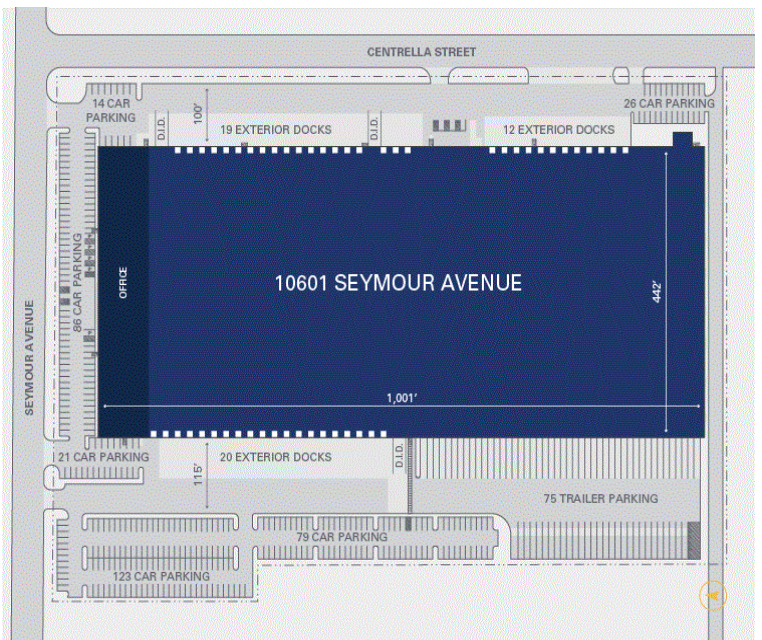 CENTRELLA STREET
14 CAR
PARKING
26 CAR PARKING
100'
D.I.D.
19 EXTERIOR DOCKS
D.I.D.
12 EXTERIOR DOCKS
86 CAR PARKING
OFFICE
10601 SEYMOUR AVENUE
442'
SEYMOUR AVENUE
1,001'
21 CAR PARKING
115'
20 EXTERIOR DOCKS
D.I.D.
75 TRAILER PARKING
79 CAR PARKING
123 CAR PARKING